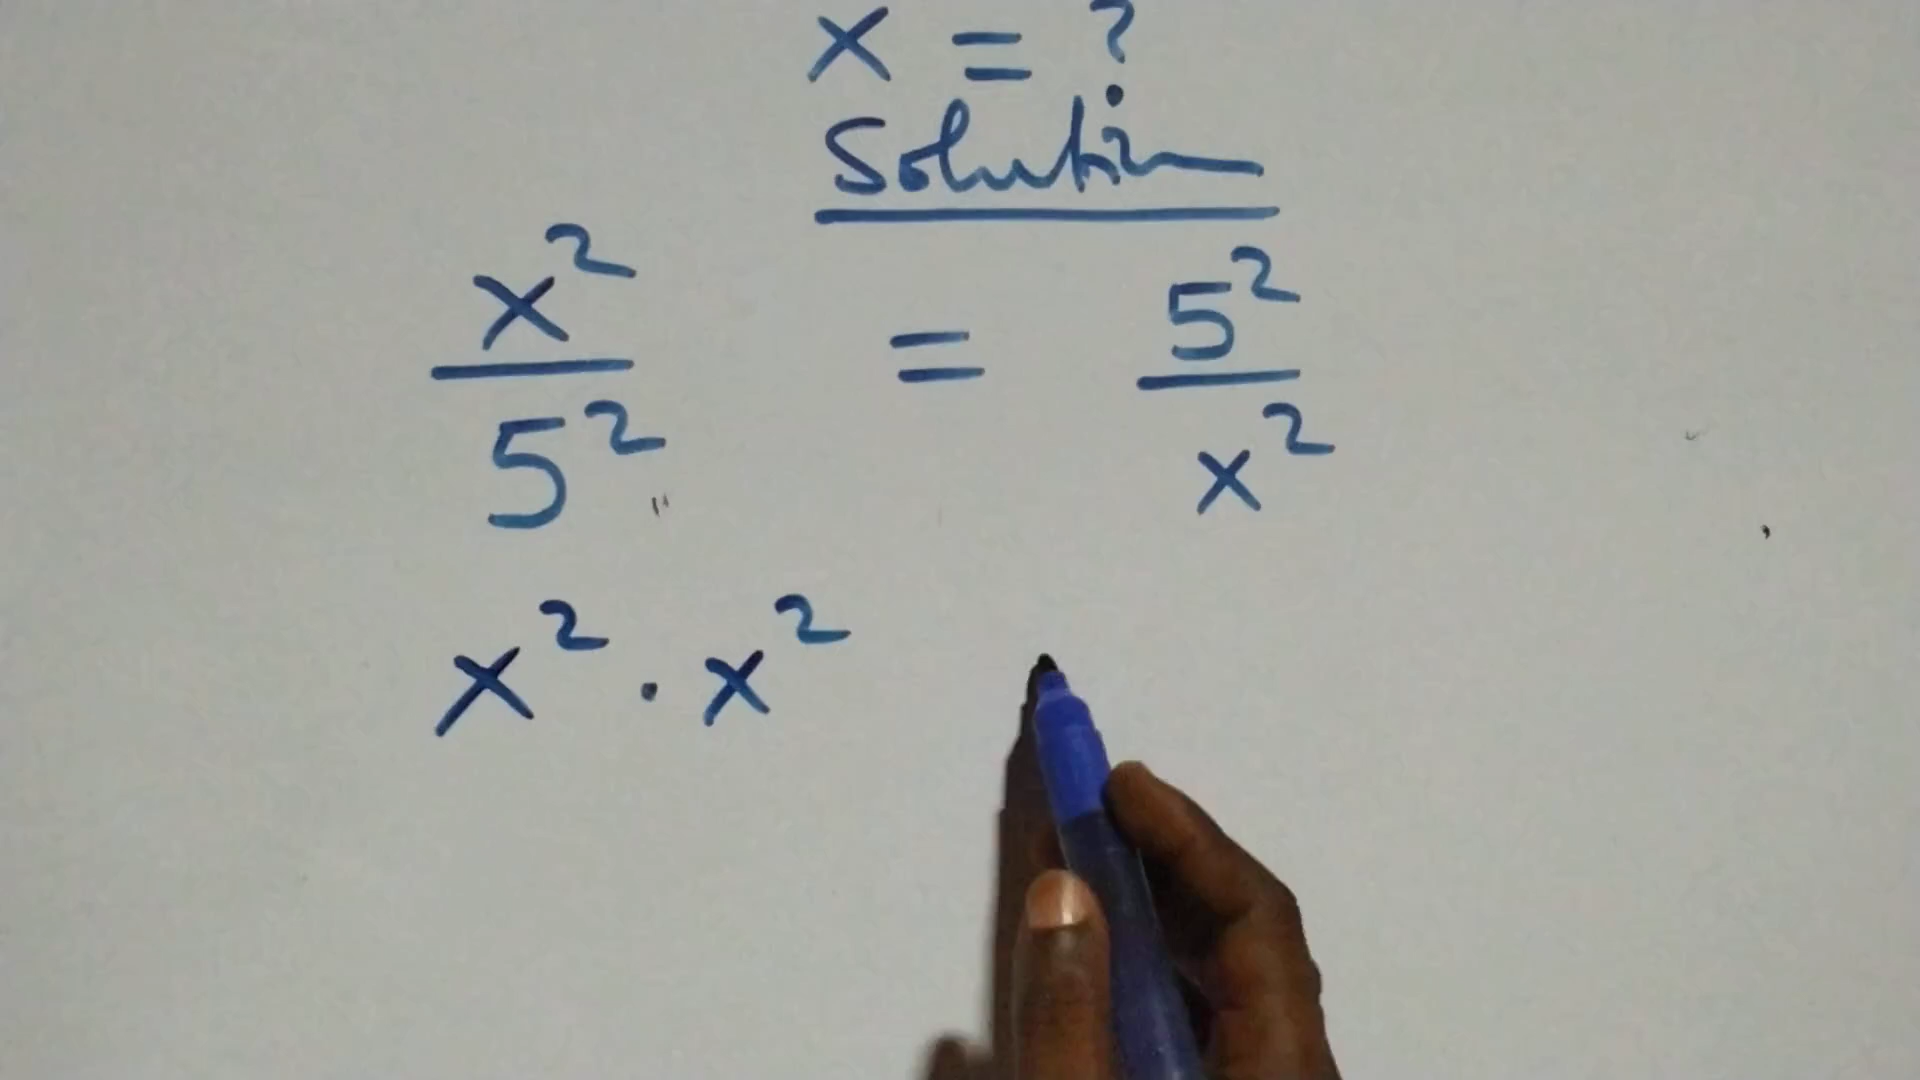 x = ?
Solution
x²/5² = 5²/x²
x² · x²